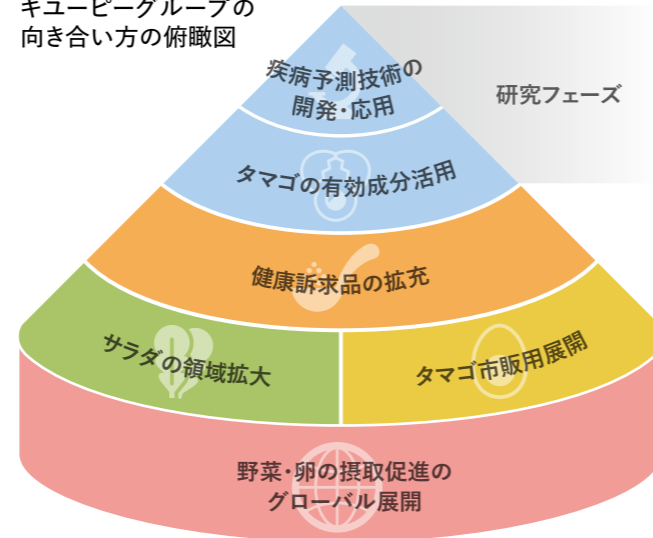 キユーピーグループの
向き合い方の俯瞰図
疾病予測技術の
開発・応用
研究フェーズ
タマゴの有効成分活用
健康訴求品の拡充
サラダの領域拡大
タマゴ市販用展開
野菜・卵の摂取促進の
グローバル展開